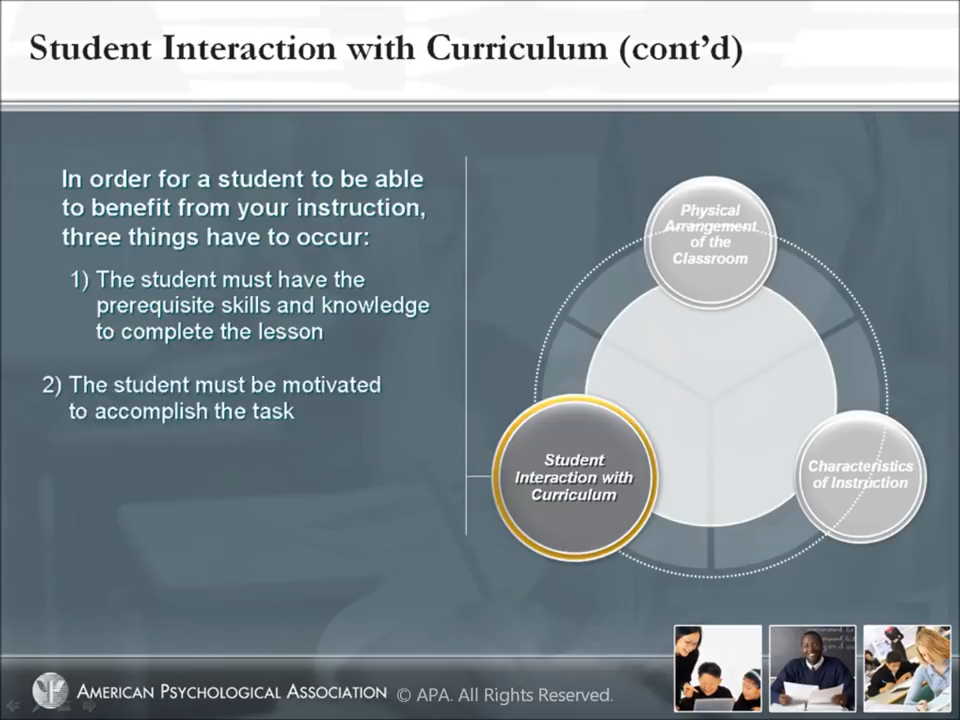 Student Interaction with Curriculum (cont’d)
In order for a student to be able
to benefit from your instruction,
three things have to occur:
1) The student must have the
prerequisite skills and knowledge
to complete the lesson
2) The student must be motivated
to accomplish the task
Physical
Arrangement
of the
Classroom
Student
Interaction with
Curriculum
Characteristics
of Instruction
AMERICAN PSYCHOLOGICAL ASSOCIATION © APA. All Rights Reserved.